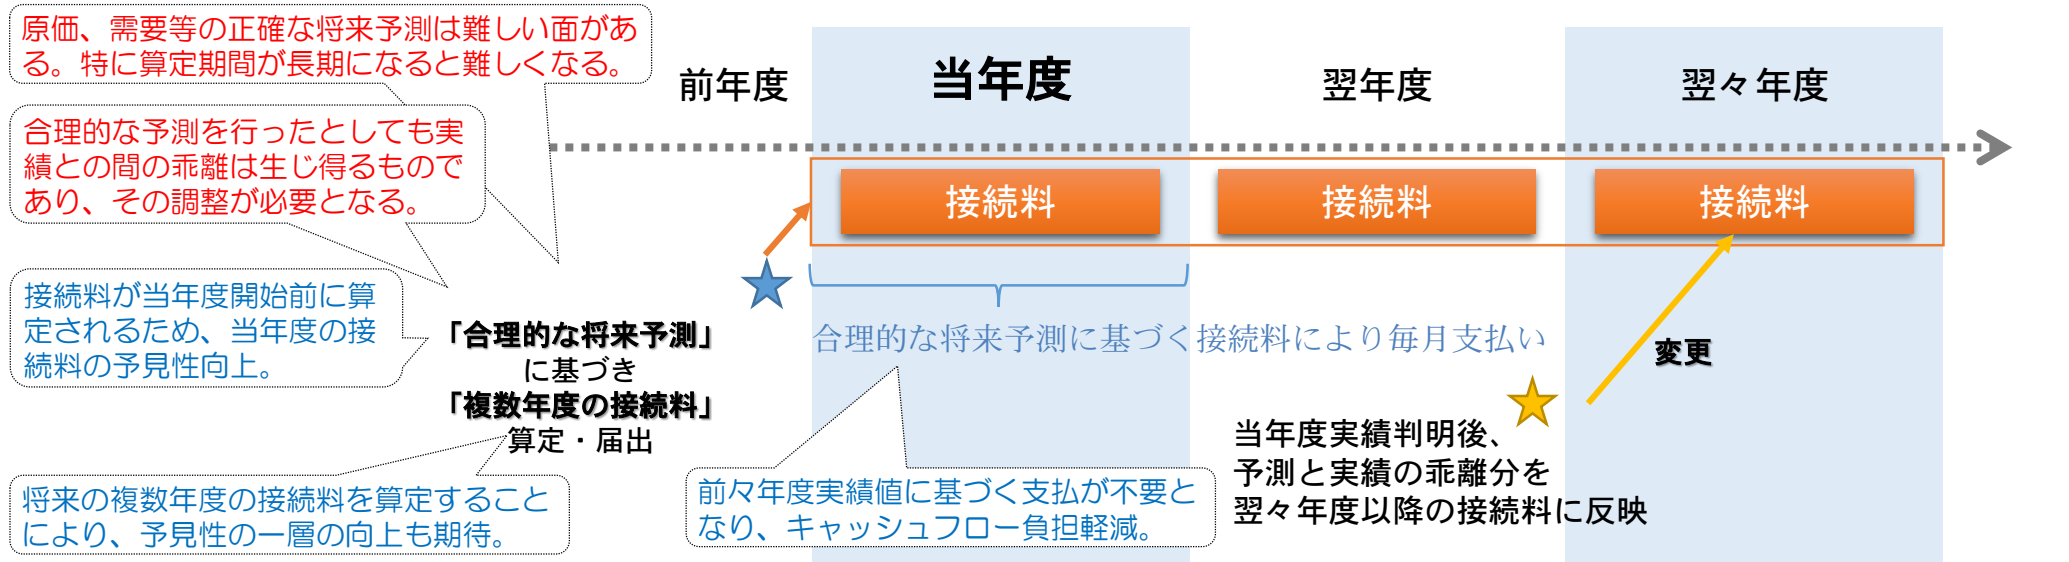 原価、需要等の正確な将来予測は難しい面があ
る。特に算定期間が長期になると難しくなる。
合理的な予測を行ったとしても実
績との間の乖離は生じ得るもので
あり、その調整が必要となる。
接続料が当年度開始前に算
定されるため、当年度の接
続料の予見性向上。
「合理的な将来予測」
に基づき
「複数年度の接続料」
算定・届出
将来の複数年度の接続料を算定すること
により、予見性の一層の向上も期待。
前年度
当年度
翌年度
翌々年度
接続料
接続料
接続料
合理的な将来予測に基づく接続料により毎月支払い
変更
前々年度実績値に基づく支払が不要と
なり、キャッシュフロー負担軽減。
当年度実績判明後、
予測と実績の乖離分を
翌々年度以降の接続料に反映